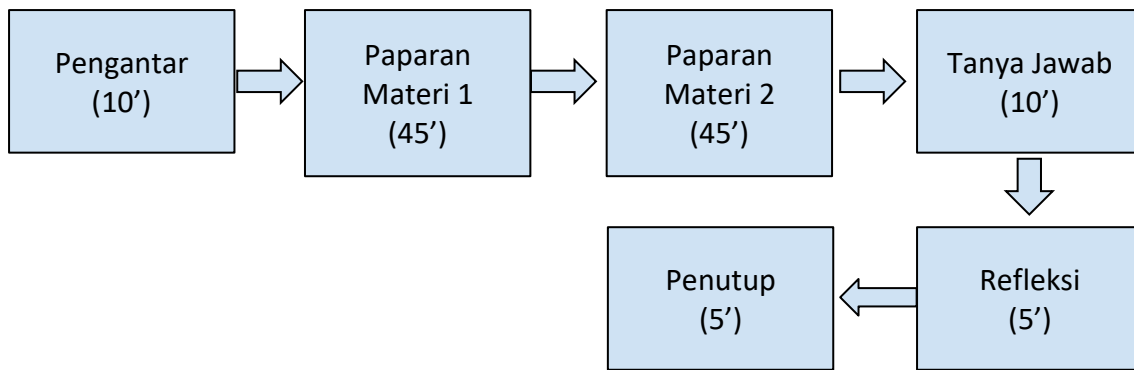 Pengantar
(10’)
Paparan
Materi 1
(45’)
Paparan
Materi 2
(45’)
Tanya Jawab
(10’)
Refleksi
(5’)
Penutup
(5’)